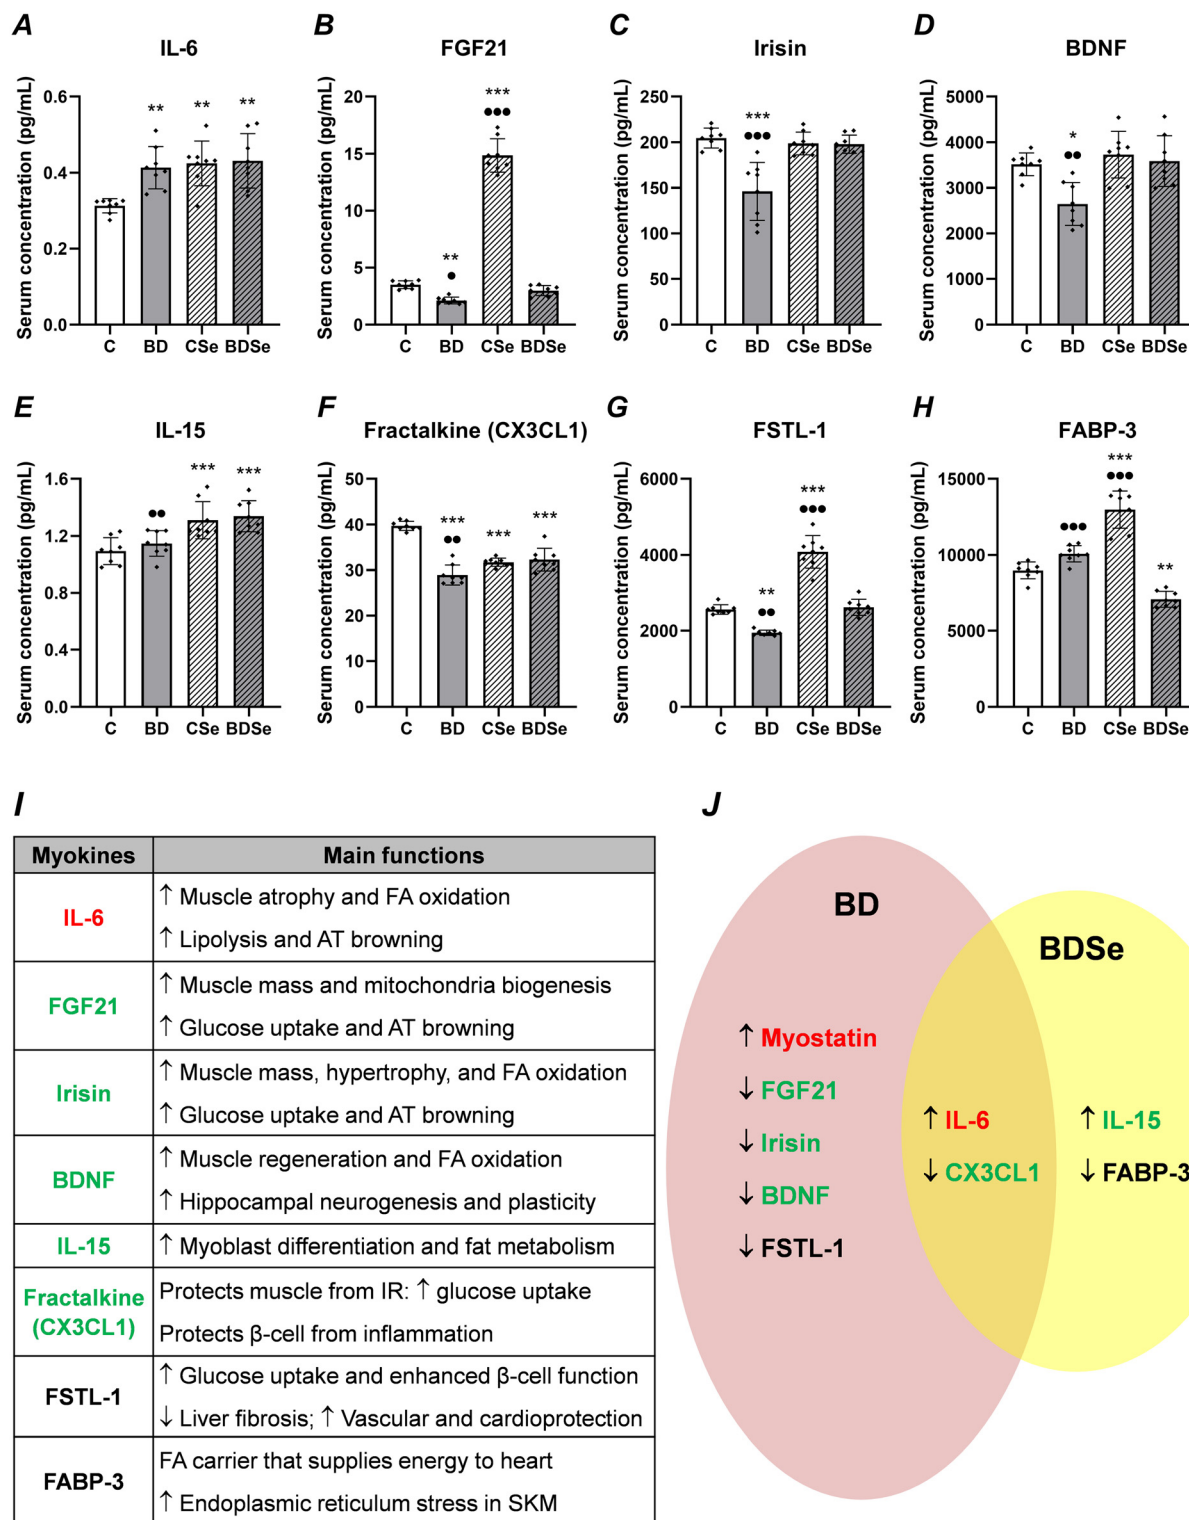 A
IL-6
Serum concentration (pg/mL)
0.6
0.4
0.2
0.0
** ** **
C BD CSe BDSe
B
FGF21
Serum concentration (pg/mL)
20
15
10
5
0
**
●
***
●●●
C BD CSe BDSe
C
Irisin
Serum concentration (pg/mL)
250
200
150
100
50
0
***
●●●
C BD CSe BDSe
D
BDNF
Serum concentration (pg/mL)
5000
4000
3000
2000
1000
0
*
●●
C BD CSe BDSe
E
IL-15
Serum concentration (pg/mL)
1.6
1.2
0.8
0.4
0.0
●●
*** ***
C BD CSe BDSe
F
Fractalkine (CX3CL1)
Serum concentration (pg/mL)
40
30
20
10
0
50
***
●●
*** ***
C BD CSe BDSe
G
FSTL-1
Serum concentration (pg/mL)
6000
4000
2000
0
**
●●
***
●●●
C BD CSe BDSe
H
FABP-3
Serum concentration (pg/mL)
15000
10000
5000
0
●●●
***
●●●
**
C BD CSe BDSe
I
Myokines Main functions
IL-6
↑ Muscle atrophy and FA oxidation
↑ Lipolysis and AT browning
FGF21
↑ Muscle mass and mitochondria biogenesis
↑ Glucose uptake and AT browning
Irisin
↑ Muscle mass, hypertrophy, and FA oxidation
↑ Glucose uptake and AT browning
BDNF
↑ Muscle regeneration and FA oxidation
↑ Hippocampal neurogenesis and plasticity
IL-15
↑ Myoblast differentiation and fat metabolism
Fractalkine
(CX3CL1)
Protects muscle from IR: ↑ glucose uptake
Protects β-cell from inflammation
FSTL-1
↑ Glucose uptake and enhanced β-cell function
↓ Liver fibrosis; ↑ Vascular and cardioprotection
FABP-3
FA carrier that supplies energy to heart
↑ Endoplasmic reticulum stress in SKM
J
BD
↑ Myostatin
↓ FGF21
↓ Irisin
↓ BDNF
↓ FSTL-1
↑ IL-6
↓ CX3CL1
BDSe
↑ IL-15
↓ FABP-3